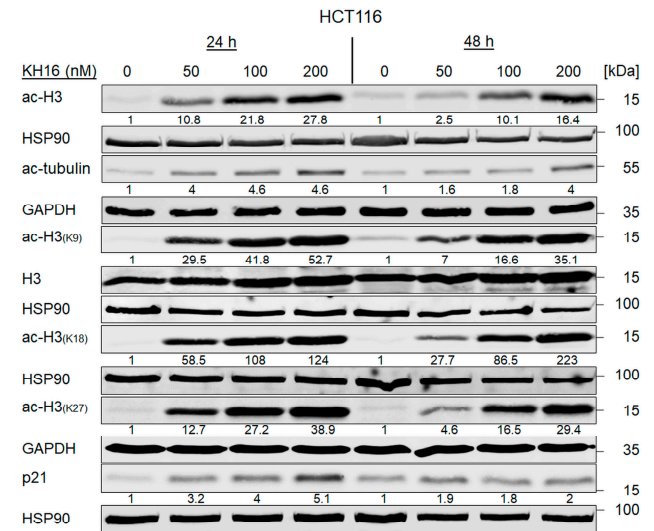 HCT116
24 h 48 h
KH16 (nM) 0 50 100 200 0 50 100 200 [kDa]
ac-H3 15
1 10.8 21.8 27.8 1 2.5 10.1 16.4
HSP90 100
ac-tubulin 55
1 4 4.6 4.6 1 1.6 1.8 4
GAPDH 35
ac-H3(K9) 15
1 29.5 41.8 52.7 1 7 16.6 35.1
H3 15
HSP90 100
ac-H3(K18) 15
1 58.5 108 124 1 27.7 86.5 223
HSP90 100
ac-H3(K27) 15
1 12.7 27.2 38.9 1 4.6 16.5 29.4
GAPDH 35
p21 15
1 3.2 4 5.1 1 1.9 1.8 2
HSP90 100